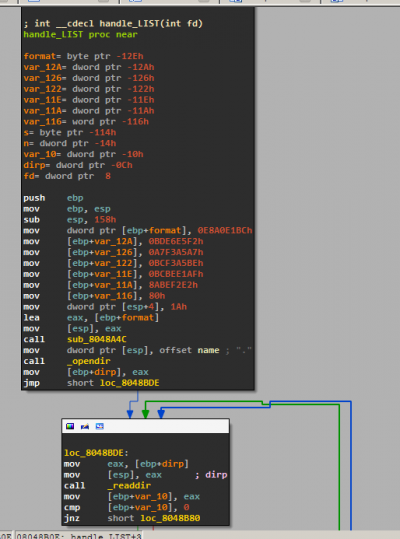 ; int __cdecl handle_LIST(int fd)
handle_LIST proc near
format= byte ptr -12Eh
var_12A= dword ptr -12Ah
var_126= dword ptr -126h
var_122= dword ptr -122h
var_11E= dword ptr -11Eh
var_11A= dword ptr -11Ah
var_116= word ptr -116h
s= byte ptr -114h
n= dword ptr -14h
var_10= dword ptr -10h
dirp= dword ptr -0Ch
fd= dword ptr 8
push ebp
mov ebp, esp
sub esp, 158h
mov dword ptr [ebp+format], 0E8A0E1BCh
mov [ebp+var_12A], 0BDE6E5F2h
mov [ebp+var_126], 0A7F3A5A7h
mov [ebp+var_122], 0BCF3A5BEh
mov [ebp+var_11E], 0BCBEE1AFh
mov [ebp+var_11A], 8ABEF2E2h
mov [ebp+var_116], 80h
mov dword ptr [esp+4], 1Ah
lea eax, [ebp+format]
mov [esp], eax
call sub_8048A4C
mov dword ptr [esp], offset name ; "."
call _opendir
mov [ebp+dirp], eax
jmp short loc_8048BDE
loc_8048BDE:
mov eax, [ebp+dirp]
mov [esp], eax ; dirp
call _readdir
mov [ebp+var_10], eax
cmp [ebp+var_10], 0
jnz short loc_8048B80
08048B0E: handle_LIST+3